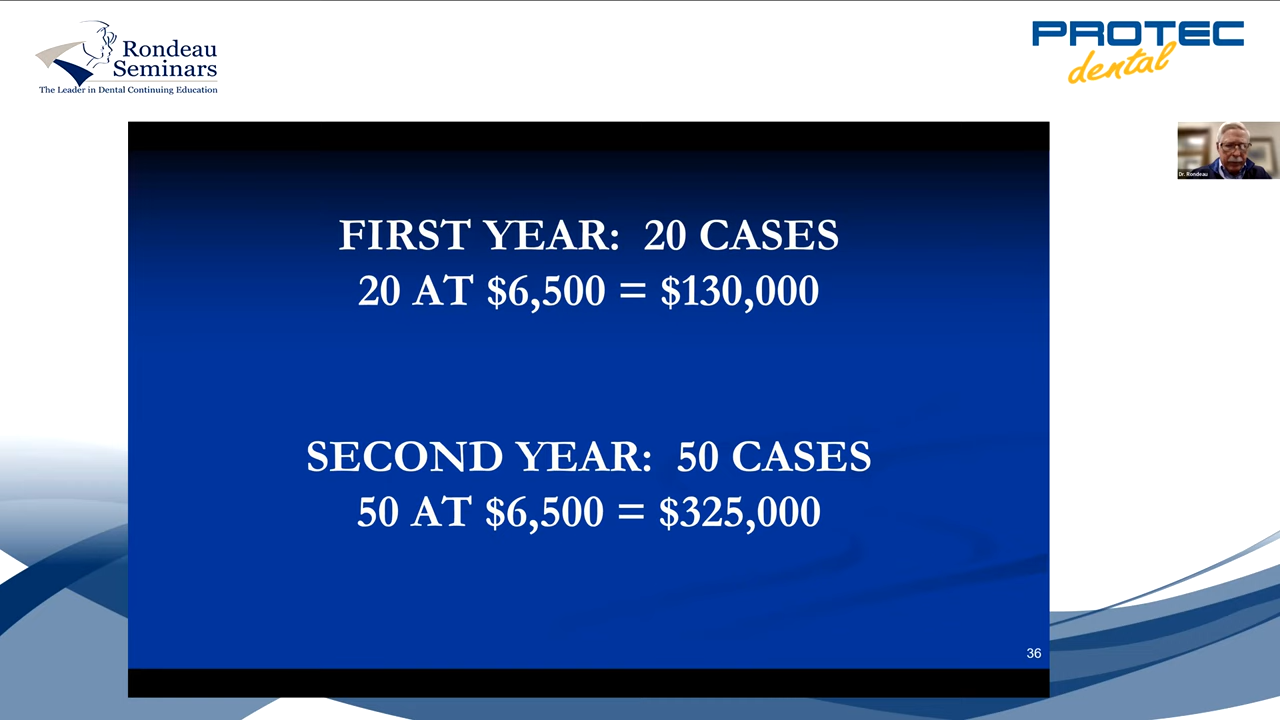 Rondeau
Seminars
The Leader in Dental Continuing Education
PROTEC
dental
Dr. Rondeau
FIRST YEAR: 20 CASES
20 AT $6,500 = $130,000
SECOND YEAR: 50 CASES
50 AT $6,500 = $325,000
36